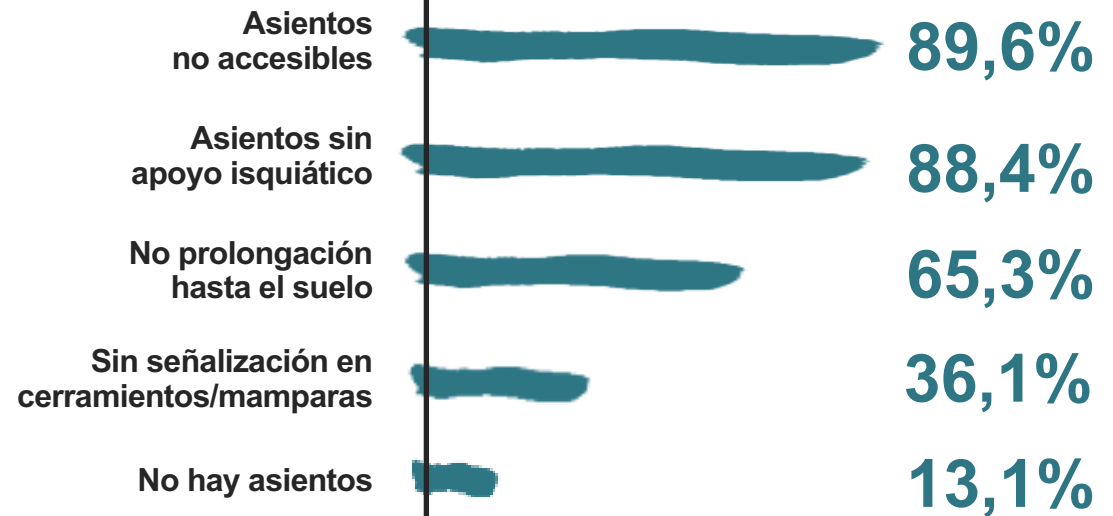 Asientos
no accesibles
89,6%
Asientos sin
apoyo isquiático
88,4%
No prolongación
hasta el suelo
65,3%
Sin señalización en
cerramientos/mamparas
36,1%
No hay asientos
13,1%